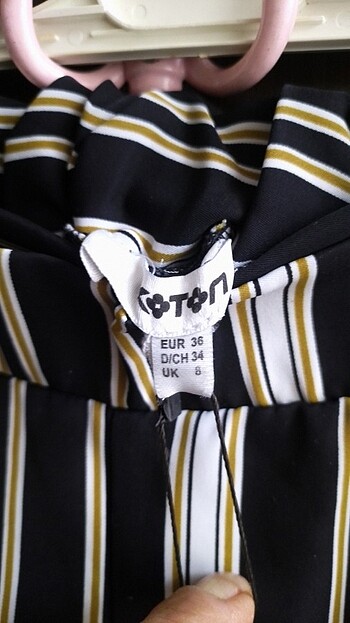 KOTON
EUR 36
D/CH 34
UK 8